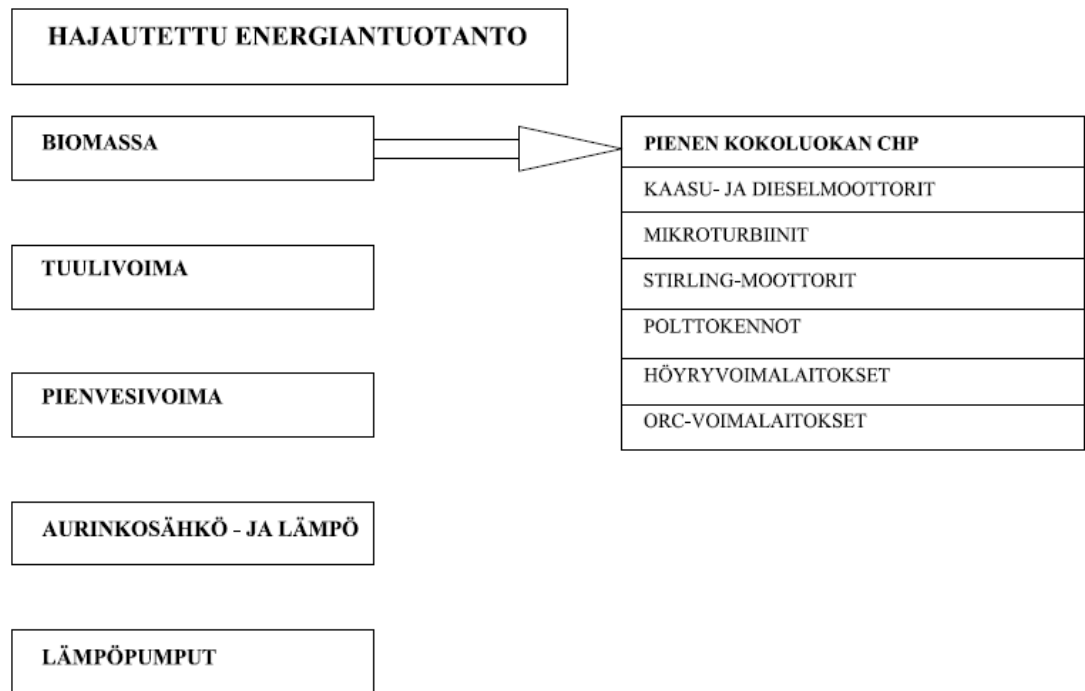 HAJAUTETTU ENERGIANTUOTANTO
BIOMASSA
PIENEN KOKOLUOKAN CHP
KAASU- JA DIESELMOOTTORIT
MIKROTURBIINIT
STIRLING-MOOTTORIT
POLTTOKENNOT
HÖYRYVOIMALAITOKSET
ORC-VOIMALAITOKSET
TUULIVOIMA
PIENVESIVOIMA
AURINKOSÄHKÖ - JA LÄMPÖ
LÄMPÖPUMPUT